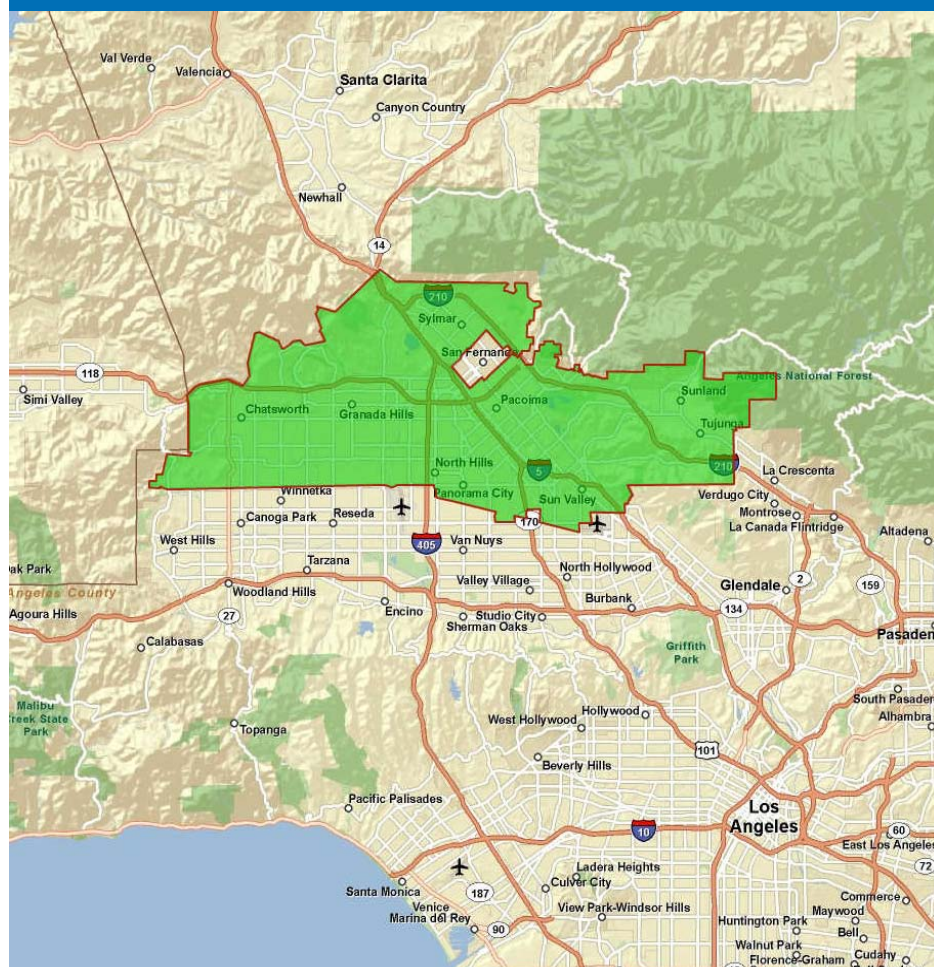 Val Verde
Valencia
Santa Clarita
Canyon Country
Newhall
14
210
Sylmar
San Fernando
118
Simi Valley
Chatsworth
Granada Hills
Pacoima
Sunland
Angeles National Forest
Tujunga
North Hills
5
210
La Crescenta
Winnetka
Panorama City
Sun Valley
Verdugo City
Montrose
Canoga Park
Reseda
170
La Canada Flintridge
Altadena
West Hills
405
Van Nuys
Oak Park
Tarzana
North Hollywood
Angeles County
Woodland Hills
Valley Village
Glendale
2
159
Agoura Hills
27
Encino
Studio City
Burbank
134
Sherman Oaks
Calabasas
Griffith
Park
Pasaden
Malibu
Creek State
Park
South Pasaden
Topanga
West Hollywood
Hollywood
Alhambra
101
Beverly Hills
Pacific Palisades
Los
Angeles
10
60
East Los Angeles
Ladera Heights
72
Santa Monica
187
Culver City
Venice
View Park-Windsor Hills
Commerce
Marina del Rey
90
Huntington Park
Maywood
Bell
Walnut Park
Florence-Graham
Cudahy